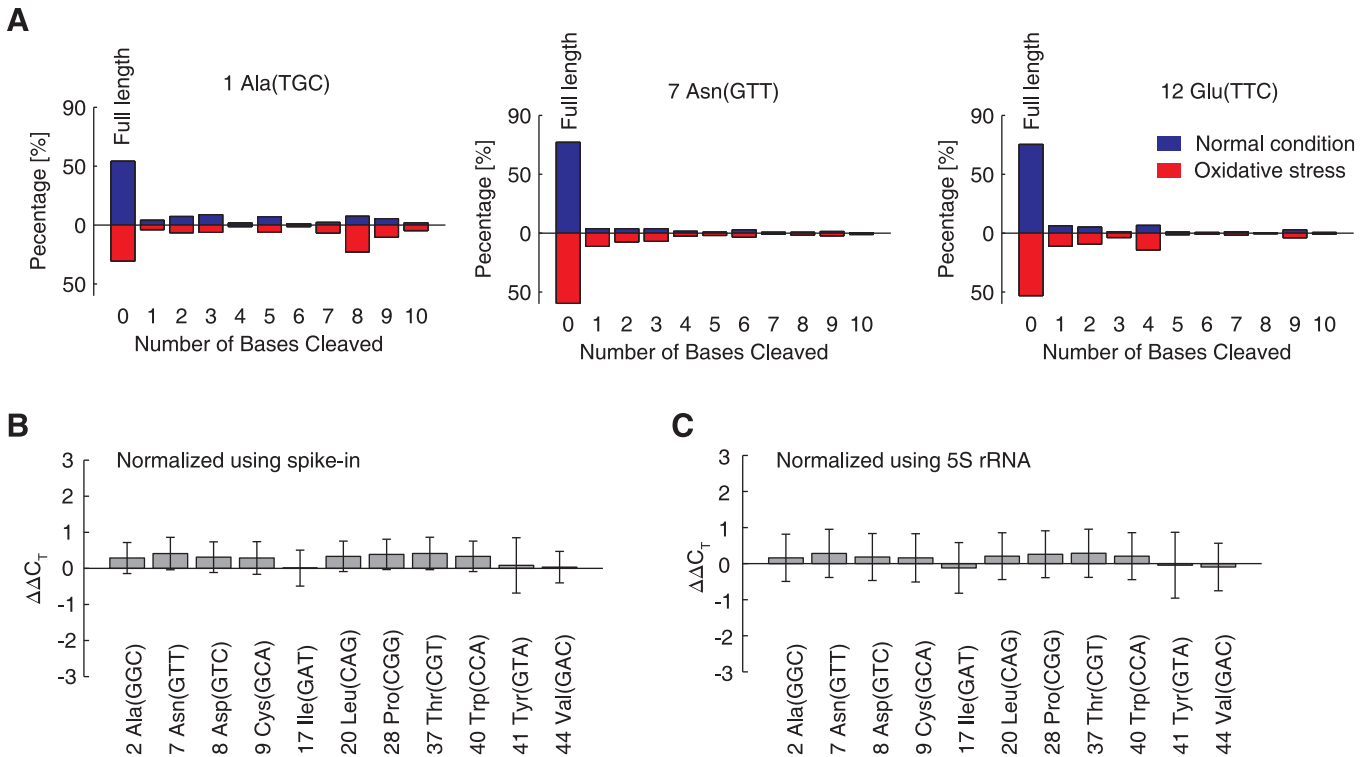 A
1 Ala(TGC)
Full length
90
50
0
50
Pecentage [%]
0 1 2 3 4 5 6 7 8 9 10
Number of Bases Cleaved
7 Asn(GTT)
Full length
90
50
0
50
Pecentage [%]
0 1 2 3 4 5 6 7 8 9 10
Number of Bases Cleaved
12 Glu(TTC)
Full length
Normal condition
Oxidative stress
90
50
0
50
Pecentage [%]
0 1 2 3 4 5 6 7 8 9 10
Number of Bases Cleaved
B
Normalized using spike-in
3
2
1
0
-1
-2
-3
ΔΔCT
2 Ala(GGC)
7 Asn(GTT)
8 Asp(GTC)
9 Cys(GCA)
17 Ile(GAT)
20 Leu(CAG)
28 Pro(CGG)
37 Thr(CGT)
40 Trp(CCA)
41 Tyr(GTA)
44 Val(GAC)
C
Normalized using 5S rRNA
3
2
1
0
-1
-2
-3
ΔΔCT
2 Ala(GGC)
7 Asn(GTT)
8 Asp(GTC)
9 Cys(GCA)
17 Ile(GAT)
20 Leu(CAG)
28 Pro(CGG)
37 Thr(CGT)
40 Trp(CCA)
41 Tyr(GTA)
44 Val(GAC)